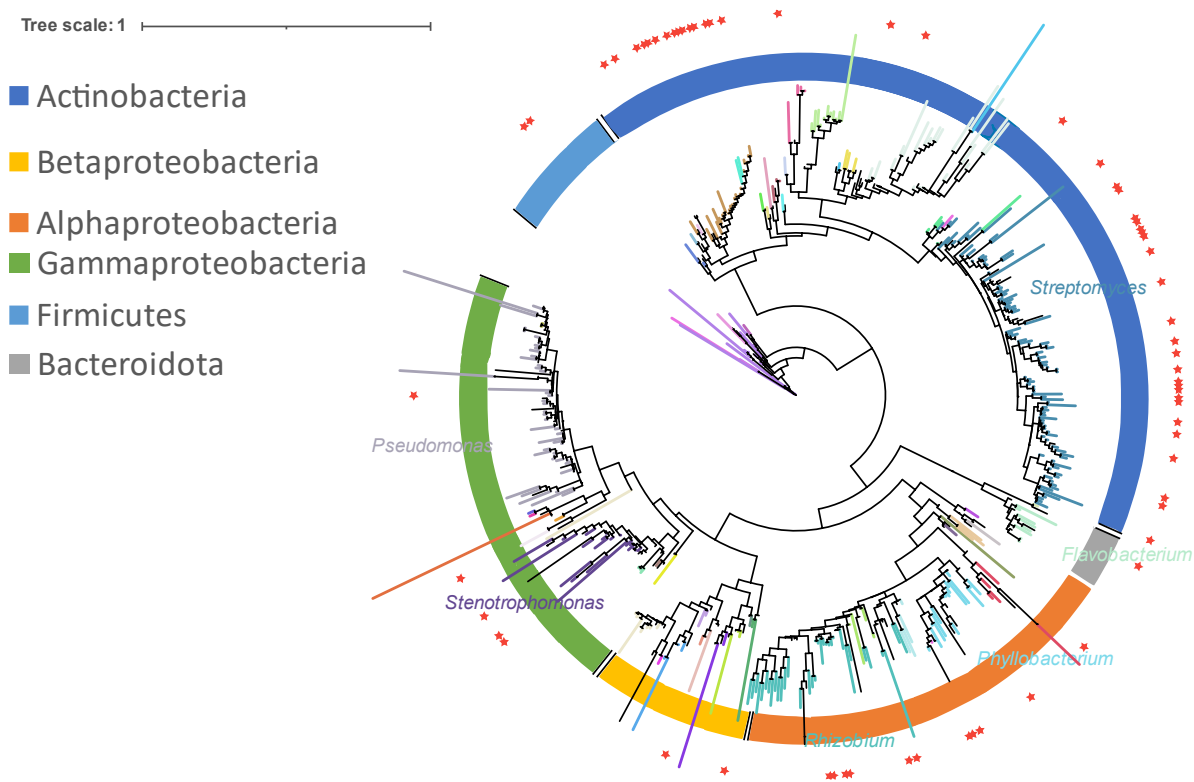 Tree scale: 1
Actinobacteria
Betaproteobacteria
Alphaproteobacteria
Gammaproteobacteria
Firmicutes
Bacteroidota
Streptomyces
Pseudomonas
Flavobacterium
Stenotrophomonas
Phyllobacterium
Rhizobium